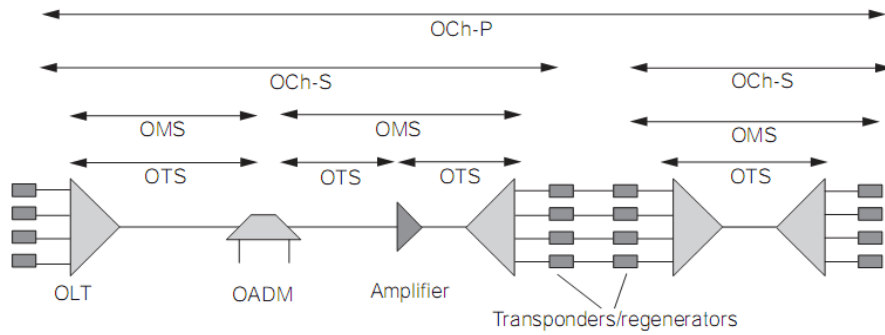 OCh-P
OCh-S
OCh-S
OMS
OMS
OMS
OTS
OTS
OTS
OTS
OLT
OADM
Amplifier
Transponders/regenerators